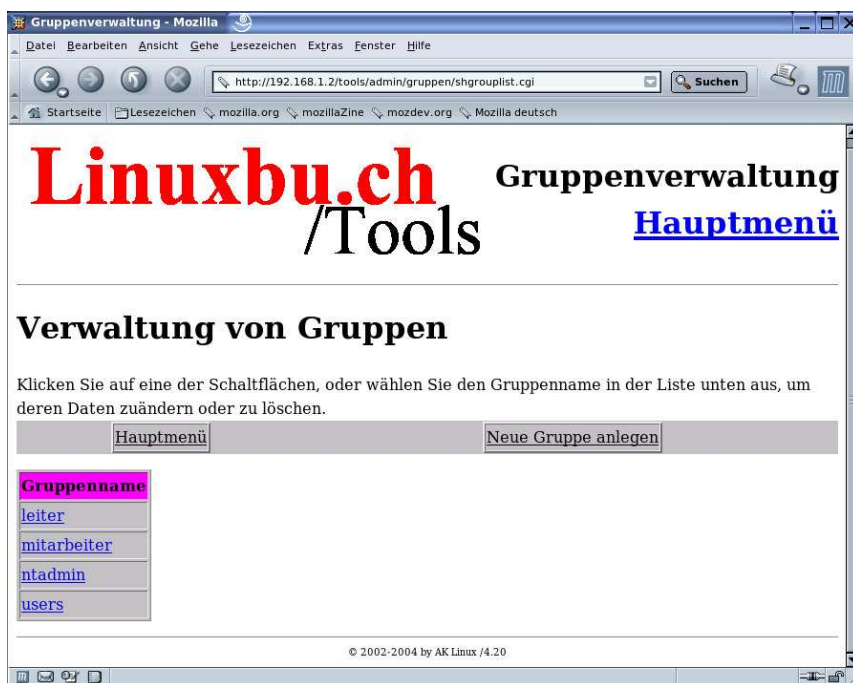 Gruppenverwaltung - Mozilla
Datei Bearbeiten Ansicht Gehe Lesezeichen Extras Fenster Hilfe
http://192.168.1.2/tools/admin/gruppen/shgrouplist.cgi Suchen
Startseite Lesezeichen mozilla.org mozillaZine mozdev.org Mozilla deutsch
Linuxbu.ch
/Tools
Gruppenverwaltung
Hauptmenü
Verwaltung von Gruppen
Klicken Sie auf eine der Schaltflächen, oder wählen Sie den Gruppenname in der Liste unten aus, um
deren Daten zuändern oder zu löschen.
Hauptmenü Neue Gruppe anlegen
Gruppenname
leiter
mitarbeiter
ntadmin
users
© 2002-2004 by AK Linux /4.20